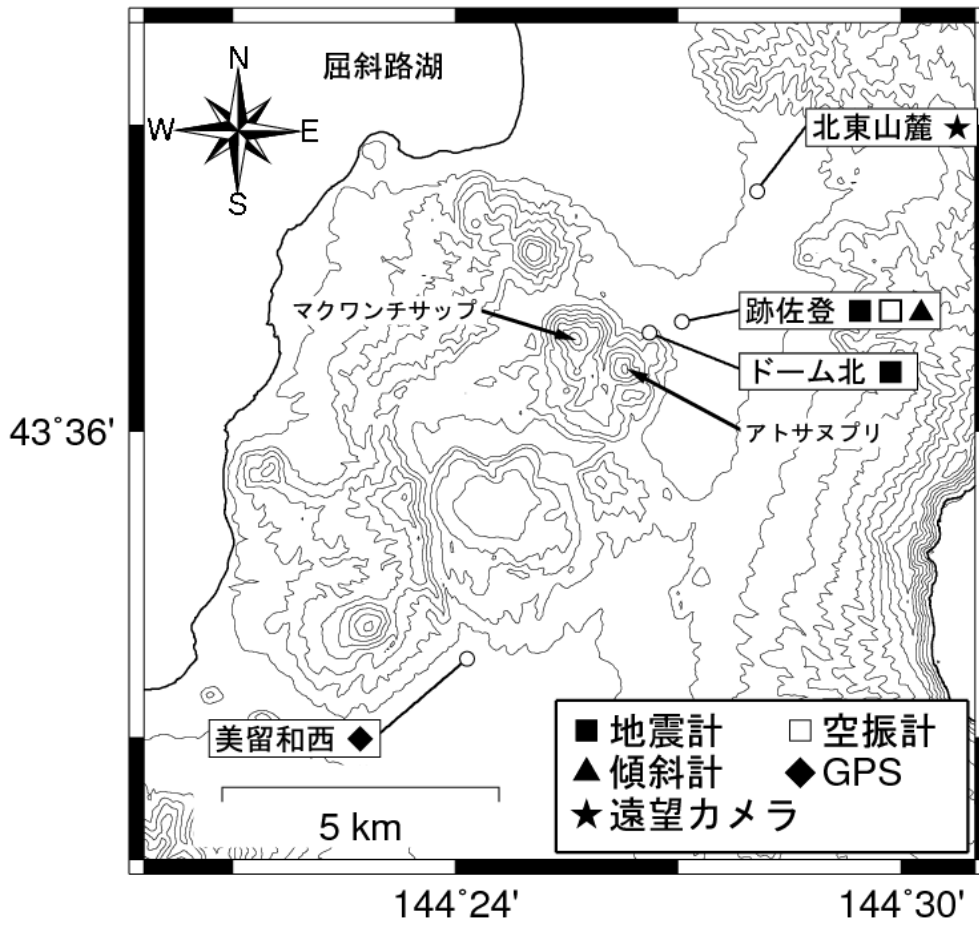 屈斜路湖
N
W E
S
北東山麓 ★
マクワンチサップ
跡佐登 ■□▲
ドーム北 ■
43°36'
アトサヌプリ
美留和西 ◆
■ 地震計 □ 空振計
▲ 傾斜計 ◆ GPS
★ 遠望カメラ
5 km
144°24' 144°30'